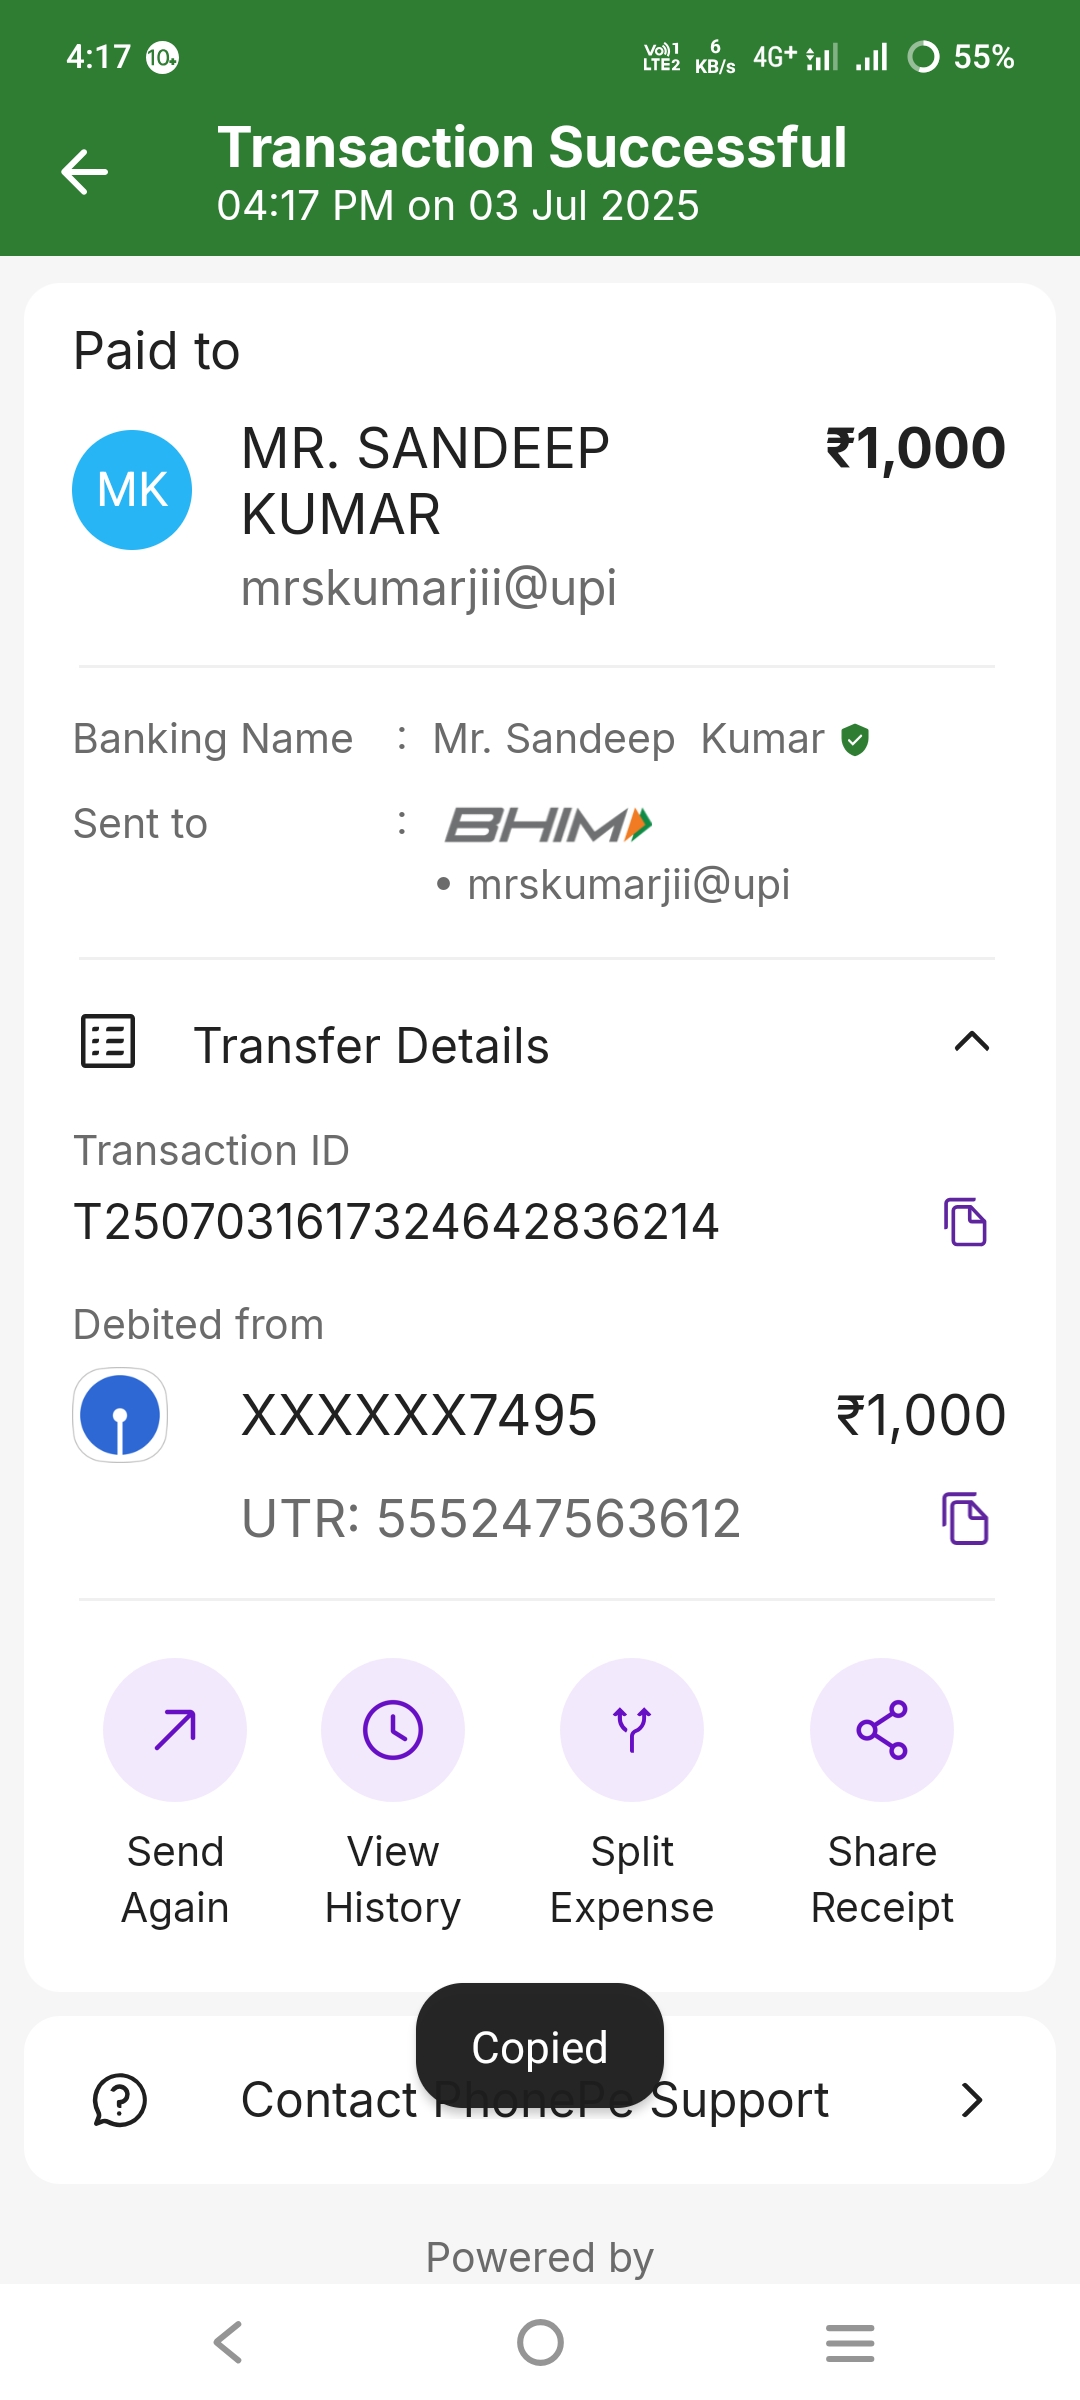 4:17 10+ Vo)) 1 LTE2 6 KB/s 4G+ 55%
Transaction Successful
04:17 PM on 03 Jul 2025
Paid to
MK MR. SANDEEP ₹1,000
KUMAR
mrskumarjii@upi
Banking Name : Mr. Sandeep Kumar
Sent to : BHIM
• mrskumarjii@upi
Transfer Details
Transaction ID
T2507031617324642836214
Debited from
XXXXXX7495 ₹1,000
UTR: 555247563612
Send View Split Share
Again History Expense Receipt
Copied
Contact PhonePe Support
Powered by